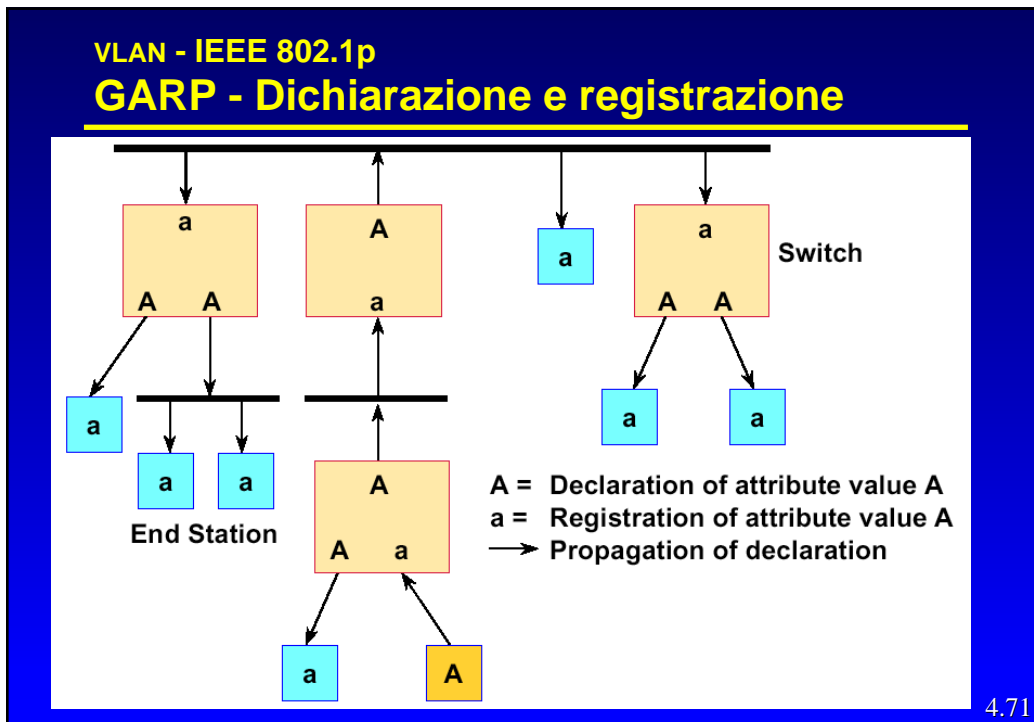 VLAN - IEEE 802.1p
GARP - Dichiarazione e registrazione
a
A
a
a
Switch
A A
a
A A
a
a
a
a
a
a
End Station
A
A a
A = Declaration of attribute value A
a = Registration of attribute value A
Propagation of declaration
a
A
4.71